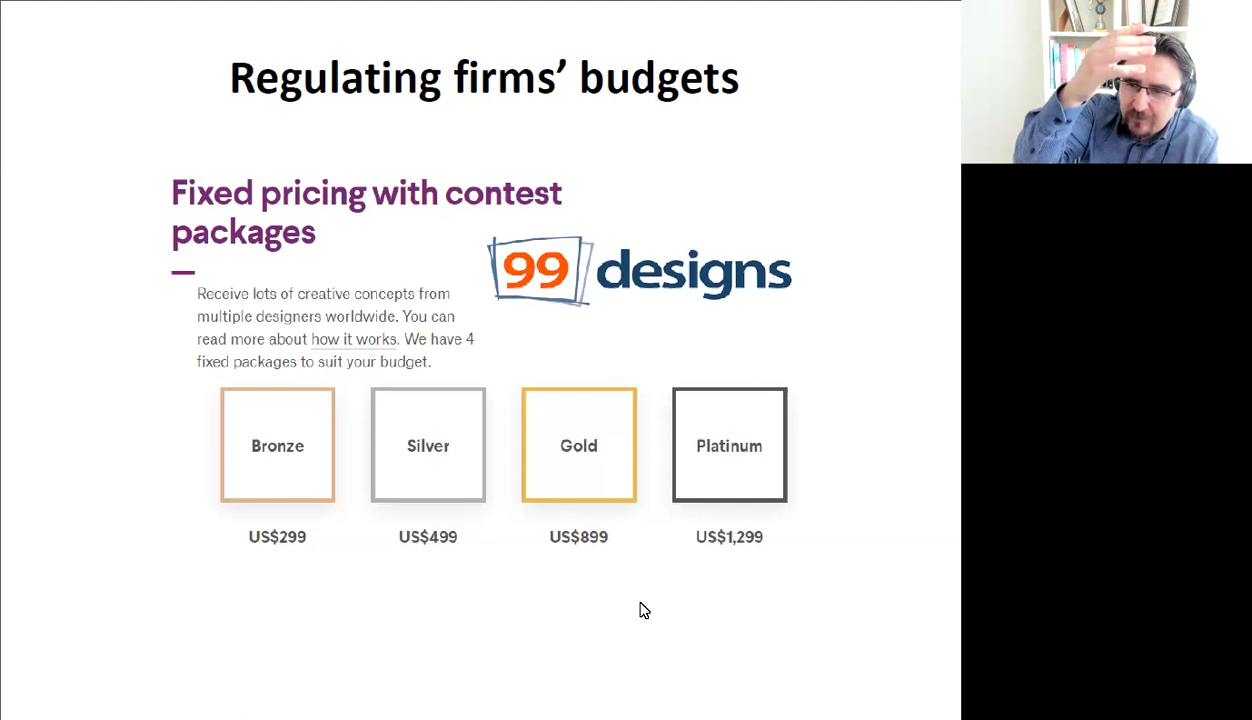 Regulating firms’ budgets
Fixed pricing with contest
packages
99 designs
Receive lots of creative concepts from
multiple designers worldwide. You can
read more about how it works. We have 4
fixed packages to suit your budget.
Bronze
Silver
Gold
Platinum
US$299
US$499
US$899
US$1,299